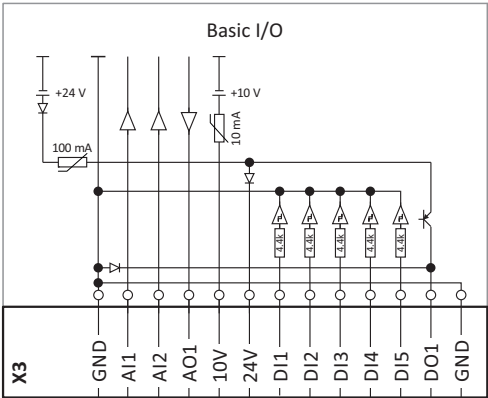 Basic I/O
+24 V
+10 V
10 mA
100 mA
4.4k
4.4k
4.4k
4.4k
4.4k
X3
GND
AI1
AI2
AO1
10V
24V
DI1
DI2
DI3
DI4
DI5
DO1
GND